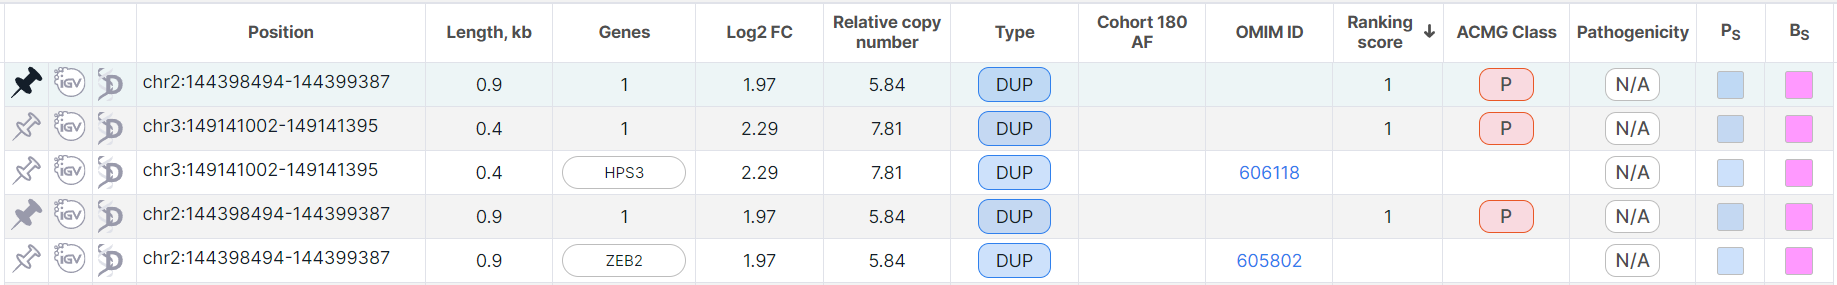 Position Length, kb Genes Log2 FC Relative copy number Type Cohort 180 AF OMIM ID Ranking score ↓ ACMG Class Pathogenicity PS BS
IGV D chr2:144398494-144399387 0.9 1 1.97 5.84 DUP 1 P N/A
IGV D chr3:149141002-149141395 0.4 1 2.29 7.81 DUP 1 P N/A
IGV D chr3:149141002-149141395 0.4 HPS3 2.29 7.81 DUP 606118 N/A
IGV D chr2:144398494-144399387 0.9 1 1.97 5.84 DUP 1 P N/A
IGV D chr2:144398494-144399387 0.9 ZEB2 1.97 5.84 DUP 605802 N/A